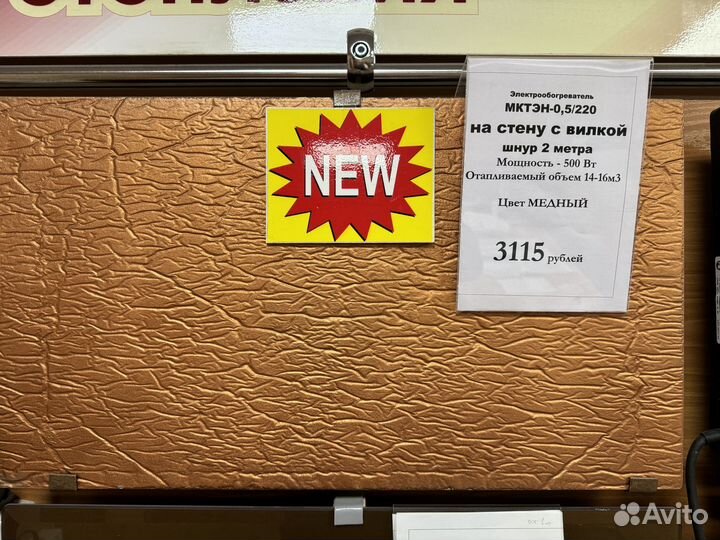 NEW
Электрообогреватель
МКТЭН-0,5/220
на стену с вилкой
шнур 2 метра
Мощность - 500 Вт
Отапливаемый объем 14-16м3
Цвет МЕДНЫЙ
3115 рублей
Avito